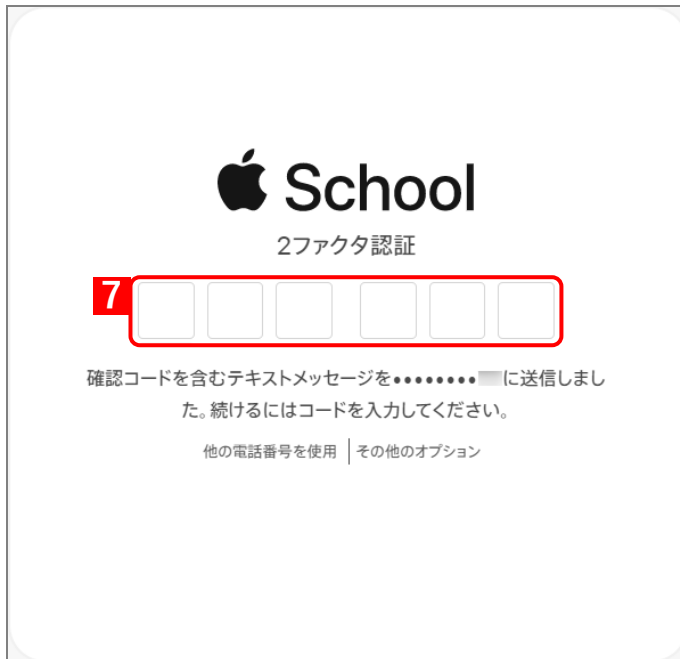 School
2ファクタ認証
7
確認コードを含むテキストメッセージを••••••••に送信しまし
た。続けるにはコードを入力してください。
他の電話番号を使用 | その他のオプション